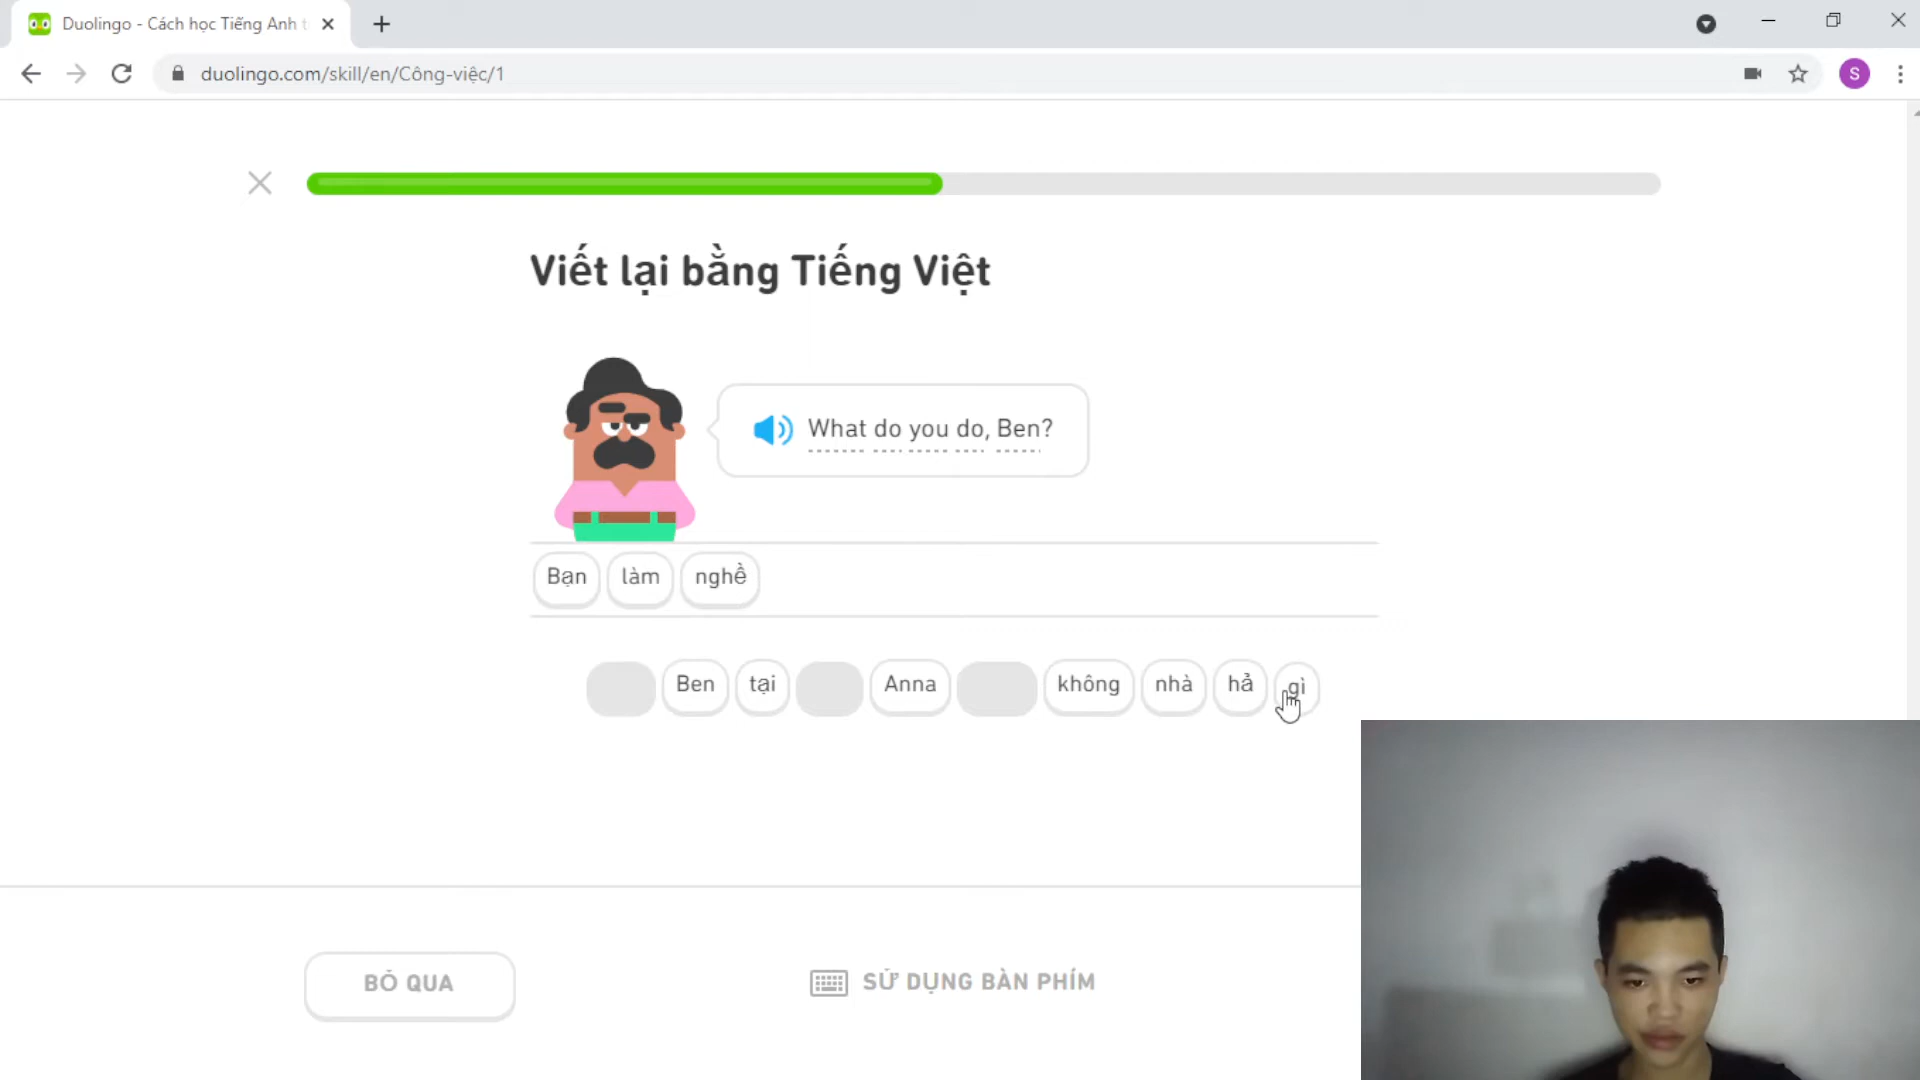 Duolingo - Cách học Tiếng Anh t
duolingo.com/skill/en/Công-việc/1
S
Viết lại bằng Tiếng Việt
What do you do, Ben?
Bạn làm nghề
Ben tại Anna không nhà hả gì
BỎ QUA
SỬ DỤNG BÀN PHÍM